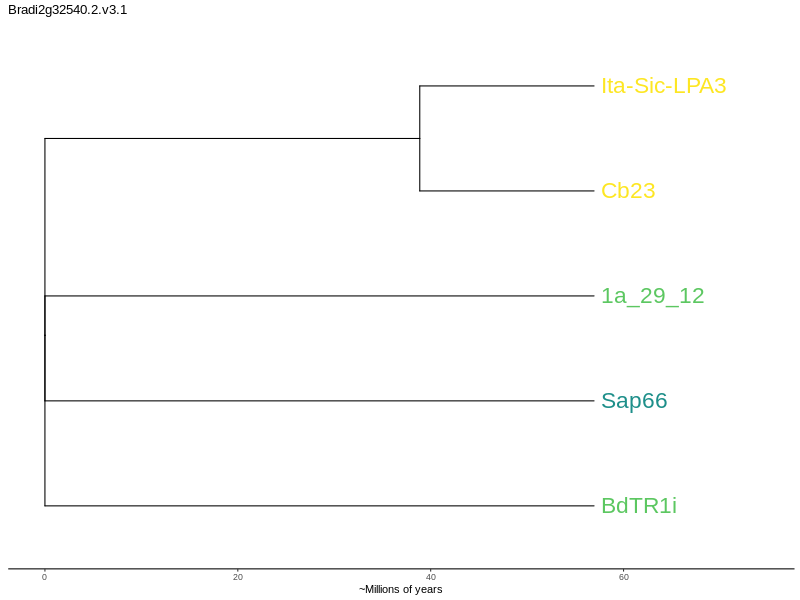 Bradi2g32540.2.v3.1
Ita-Sic-LPA3
Cb23
1a_29_12
Sap66
BdTR1i
0 20 40 60
~Millions of years